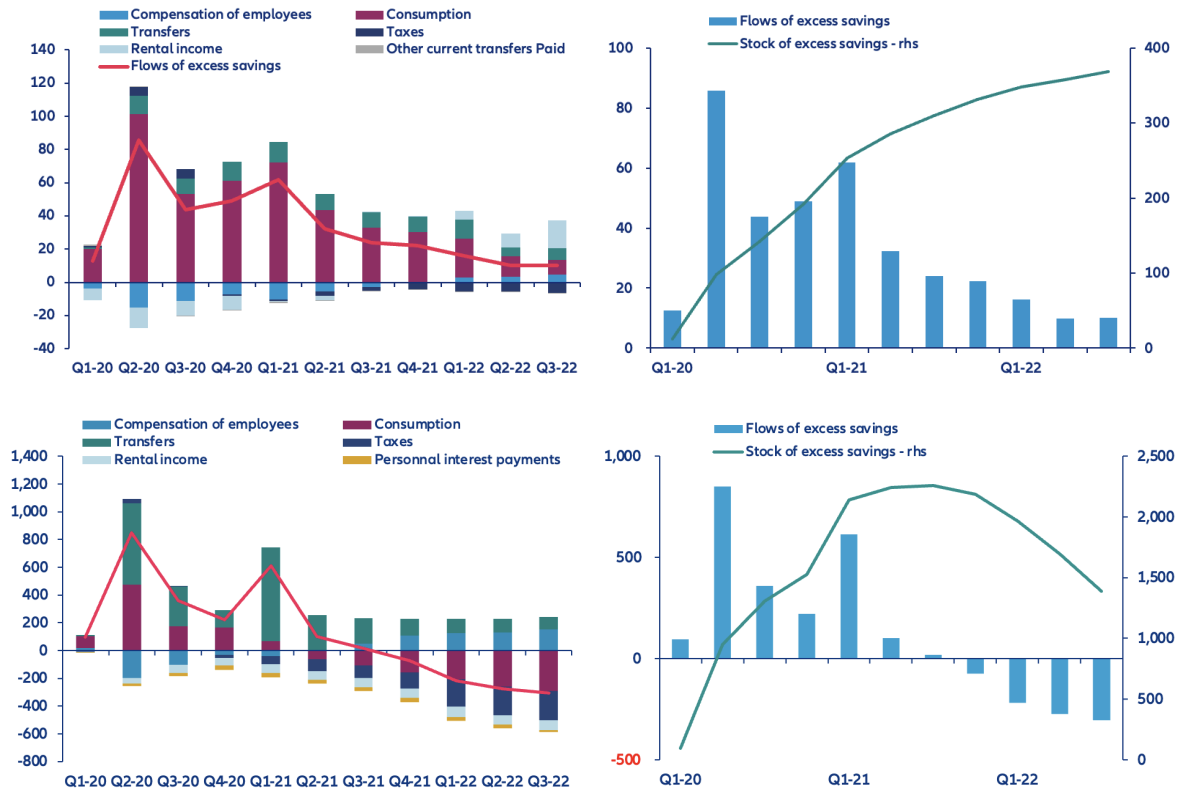 Compensation of employees
Consumption
Transfers
Taxes
Rental income
Other current transfers Paid
Flows of excess savings
140
120
100
80
60
40
20
0
-20
-40
Q1-20 Q2-20 Q3-20 Q4-20 Q1-21 Q2-21 Q3-21 Q4-21 Q1-22 Q2-22 Q3-22
Flows of excess savings
Stock of excess savings - rhs
100
80
60
40
20
0
400
300
200
100
0
Q1-20 Q1-21 Q1-22
Compensation of employees
Consumption
Transfers
Taxes
Rental income
Personnal interest payments
1,400
1,200
1,000
800
600
400
200
0
-200
-400
-600
-800
Q1-20 Q2-20 Q3-20 Q4-20 Q1-21 Q2-21 Q3-21 Q4-21 Q1-22 Q2-22 Q3-22
Flows of excess savings
Stock of excess savings - rhs
1,000
500
0
-500
2,500
2,000
1,500
1,000
500
0
Q1-20 Q1-21 Q1-22